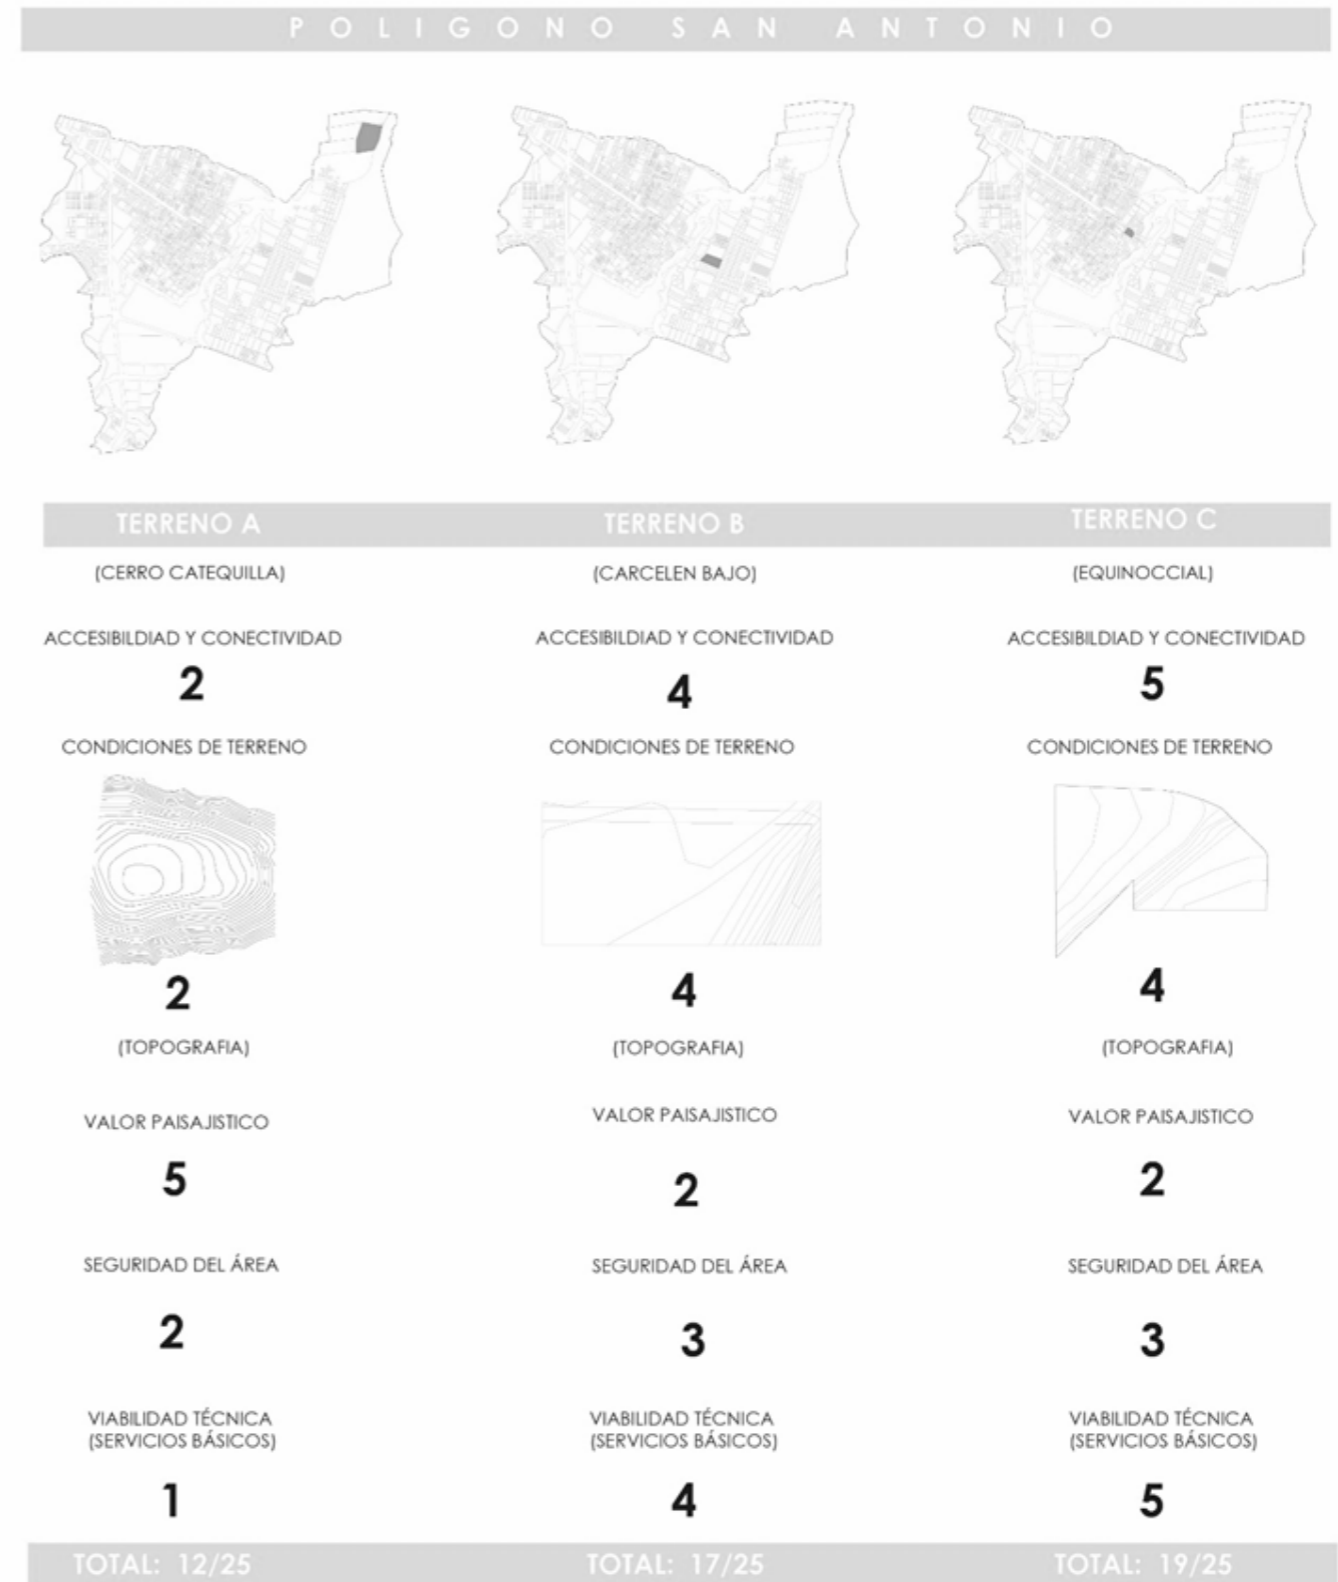 POLIGONO SAN ANTONIO
TERRENO A
TERRENO B
TERRENO C
(CERRO CATEQUILLA)
(CARCELEN BAJO)
(EQUINOCCIAL)
ACCESIBILDIAD Y CONECTIVIDAD
ACCESIBILDIAD Y CONECTIVIDAD
ACCESIBILDIAD Y CONECTIVIDAD
2
4
5
CONDICIONES DE TERRENO
CONDICIONES DE TERRENO
CONDICIONES DE TERRENO
2
4
4
(TOPOGRAFIA)
(TOPOGRAFIA)
(TOPOGRAFIA)
VALOR PAISAJISTICO
VALOR PAISAJISTICO
VALOR PAISAJISTICO
5
2
2
SEGURIDAD DEL ÁREA
SEGURIDAD DEL ÁREA
SEGURIDAD DEL ÁREA
2
3
3
VIABILIDAD TÉCNICA
(SERVICIOS BÁSICOS)
VIABILIDAD TÉCNICA
(SERVICIOS BÁSICOS)
VIABILIDAD TÉCNICA
(SERVICIOS BÁSICOS)
1
4
5
TOTAL: 12/25
TOTAL: 17/25
TOTAL: 19/25